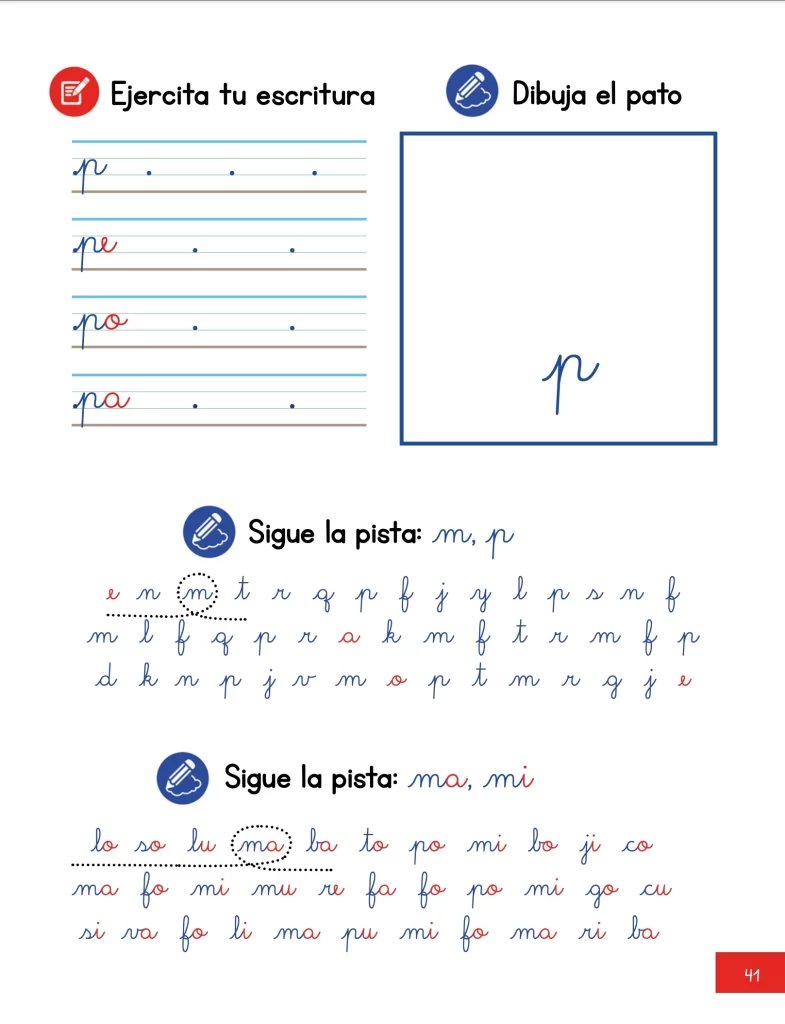 Ejercita tu escritura
p
pe
po
pa
Dibuja el pato
p
Sigue la pista: m, p
e n m t r q p f j y l p s n f
m l f q p r a k m f t r m f p
d k n p j v m o p t m r g j e
Sigue la pista: ma, mi
lo so lu ma ba to po mi bo ji co
ma fo mi mu re fa fo po mi go cu
si va fo li ma pu mi fo ma ri ba
41